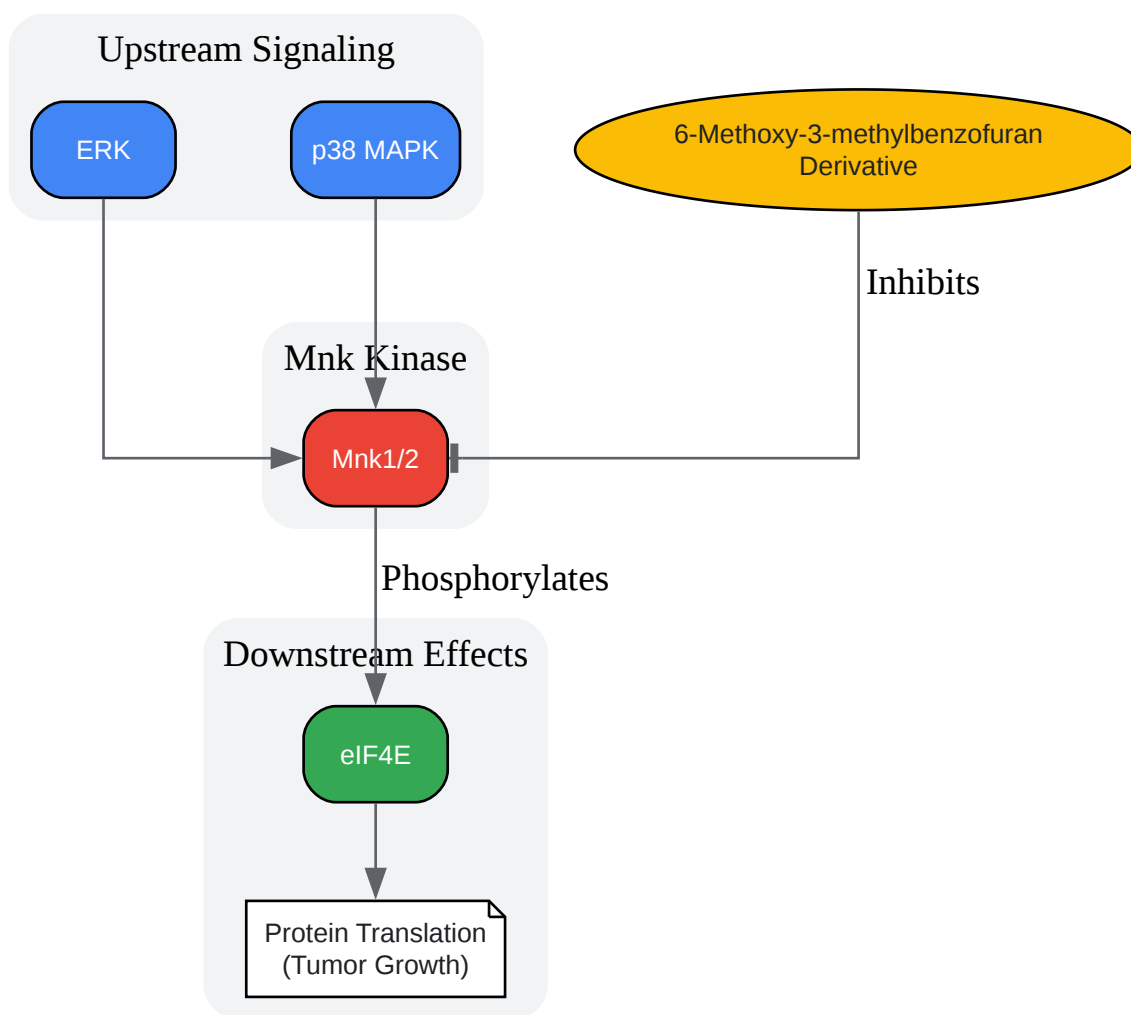 Upstream Signaling
ERK
p38 MAPK
6-Methoxy-3-methylbenzofuran
Derivative
Inhibits
Mnk Kinase
Mnk1/2
Phosphorylates
Downstream Effects
eIF4E
Protein Translation
(Tumor Growth)